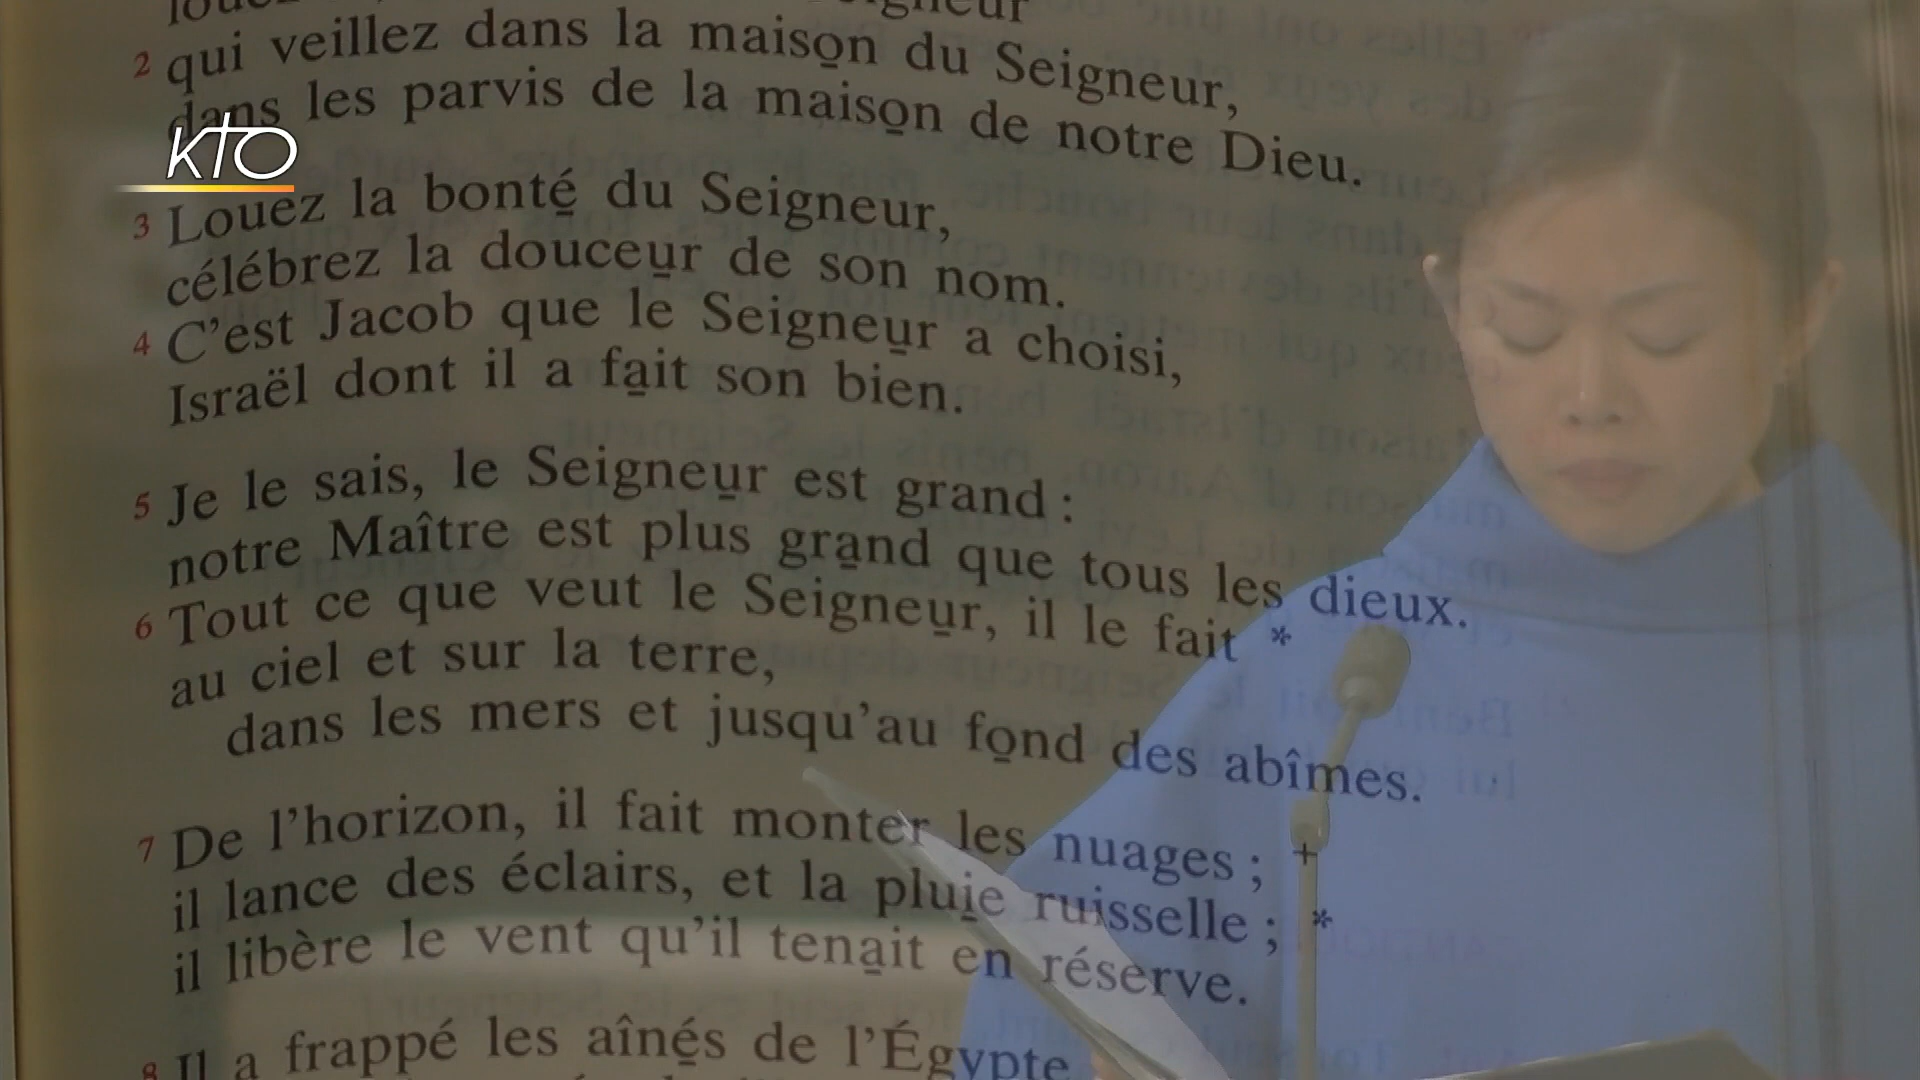 Seigneur
2 qui veillez dans la maison du Seigneur,
dans les parvis de la maison de notre Dieu.
KTO
3 Louez la bonté du Seigneur,
célébrez la douceur de son nom.
4 C’est Jacob que le Seigneur a choisi,
Israël dont il a fait son bien.
5 Je le sais, le Seigneur est grand :
notre Maître est plus grand que tous les dieux.
6 Tout ce que veut le Seigneur, il le fait *
au ciel et sur la terre,
dans les mers et jusqu’au fond des abîmes.
7 De l’horizon, il fait monter les nuages ; +
il lance des éclairs, et la pluie ruisselle ; *
il libère le vent qu’il tenait en réserve.
8 Il a frappé les aînés de l’Égypte